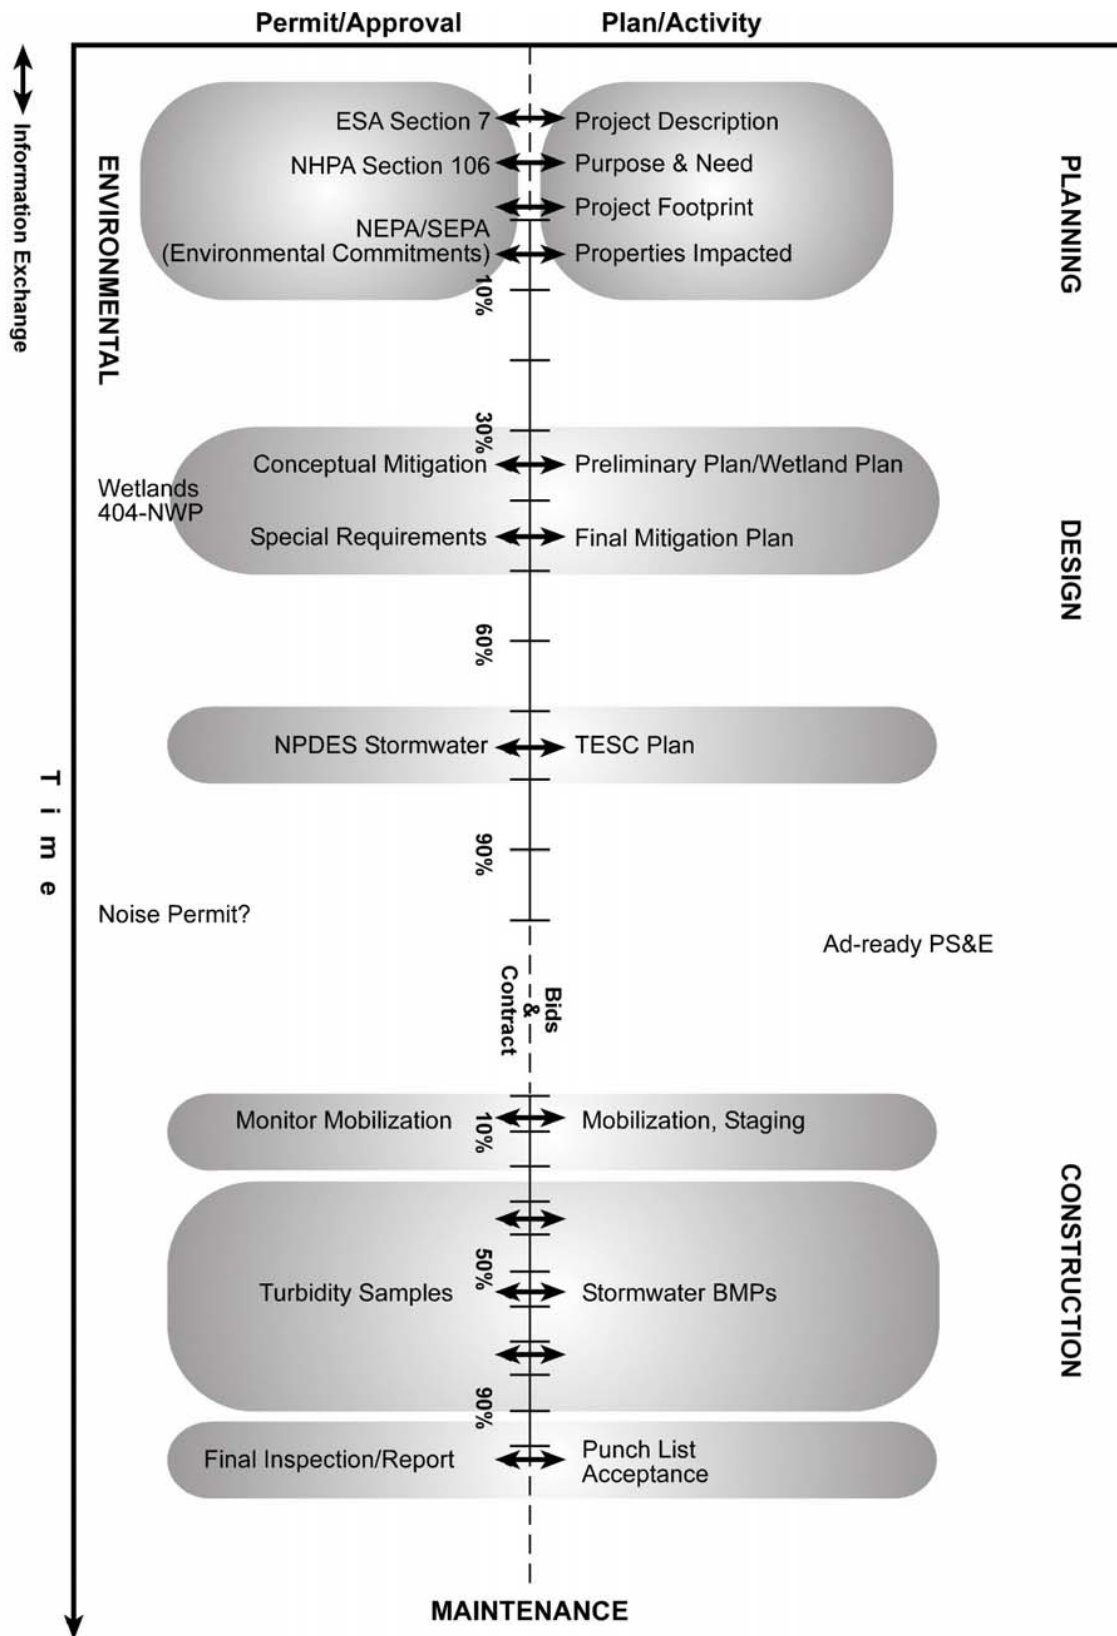 Permit/Approval
Plan/Activity
Information Exchange
ENVIRONMENTAL
PLANNING
ESA Section 7
Project Description
NHPA Section 106
Purpose & Need
Project Footprint
NEPA/SEPA
(Environmental Commitments)
Properties Impacted
10%
30%
Conceptual Mitigation
Preliminary Plan/Wetland Plan
Wetlands
404-NWP
Special Requirements
Final Mitigation Plan
DESIGN
60%
NPDES Stormwater
TESC Plan
Time
90%
Noise Permit?
Ad-ready PS&E
Bids
&
Contract
Monitor Mobilization
10%
Mobilization, Staging
CONSTRUCTION
50%
Turbidity Samples
Stormwater BMPs
90%
Final Inspection/Report
Punch List
Acceptance
MAINTENANCE